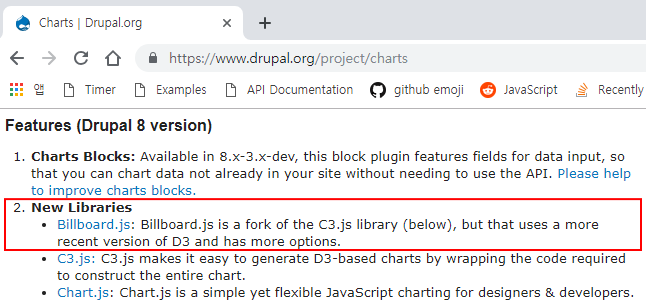 Charts | Drupal.org
https://www.drupal.org/project/charts
Timer Examples API Documentation github emoji JavaScript Recently
Features (Drupal 8 version)
1. Charts Blocks: Available in 8.x-3.x-dev, this block plugin features fields for data input, so
that you can chart data not already in your site without needing to use the API. Please help
to improve charts blocks.
2. New Libraries
• Billboard.js: Billboard.js is a fork of the C3.js library (below), but that uses a more
recent version of D3 and has more options.
• C3.js: C3.js makes it easy to generate D3-based charts by wrapping the code required
to construct the entire chart.
• Chart.js: Chart.js is a simple yet flexible JavaScript charting for designers & developers.